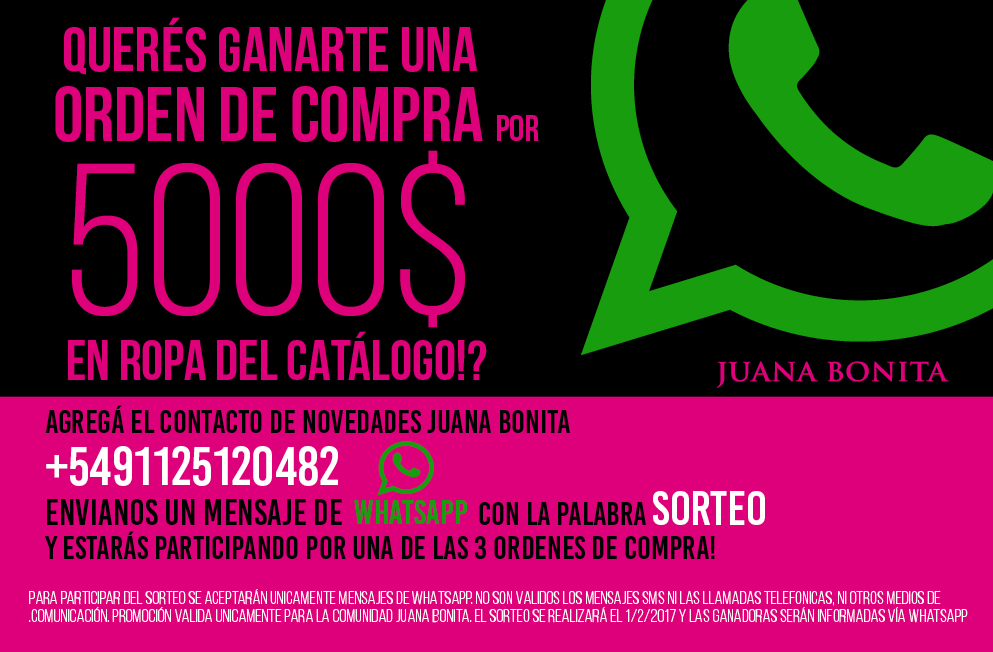 QUERÉS GANARTE UNA
ORDEN DE COMPRA POR
5000$
EN ROPA DEL CATÁLOGO!?
JUANA BONITA
AGREGÁ EL CONTACTO DE NOVEDADES JUANA BONITA
+5491125120482
ENVIANOS UN MENSAJE DE WHATSAPP CON LA PALABRA SORTEO
Y ESTARÁS PARTICIPANDO POR UNA DE LAS 3 ORDENES DE COMPRA!
PARA PARTICIPAR DEL SORTEO SE ACEPTARÁN UNICAMENTE MENSAJES DE WHATSAPP. NO SON VALIDOS LOS MENSAJES SMS NI LAS LLAMADAS TELEFONICAS, NI OTROS MEDIOS DE
.COMUNICACIÓN. PROMOCIÓN VALIDA UNICAMENTE PARA LA COMUNIDAD JUANA BONITA. EL SORTEO SE REALIZARÁ EL 1/2/2017 Y LAS GANADORAS SERÁN INFORMADAS VÍA WHATSAPP